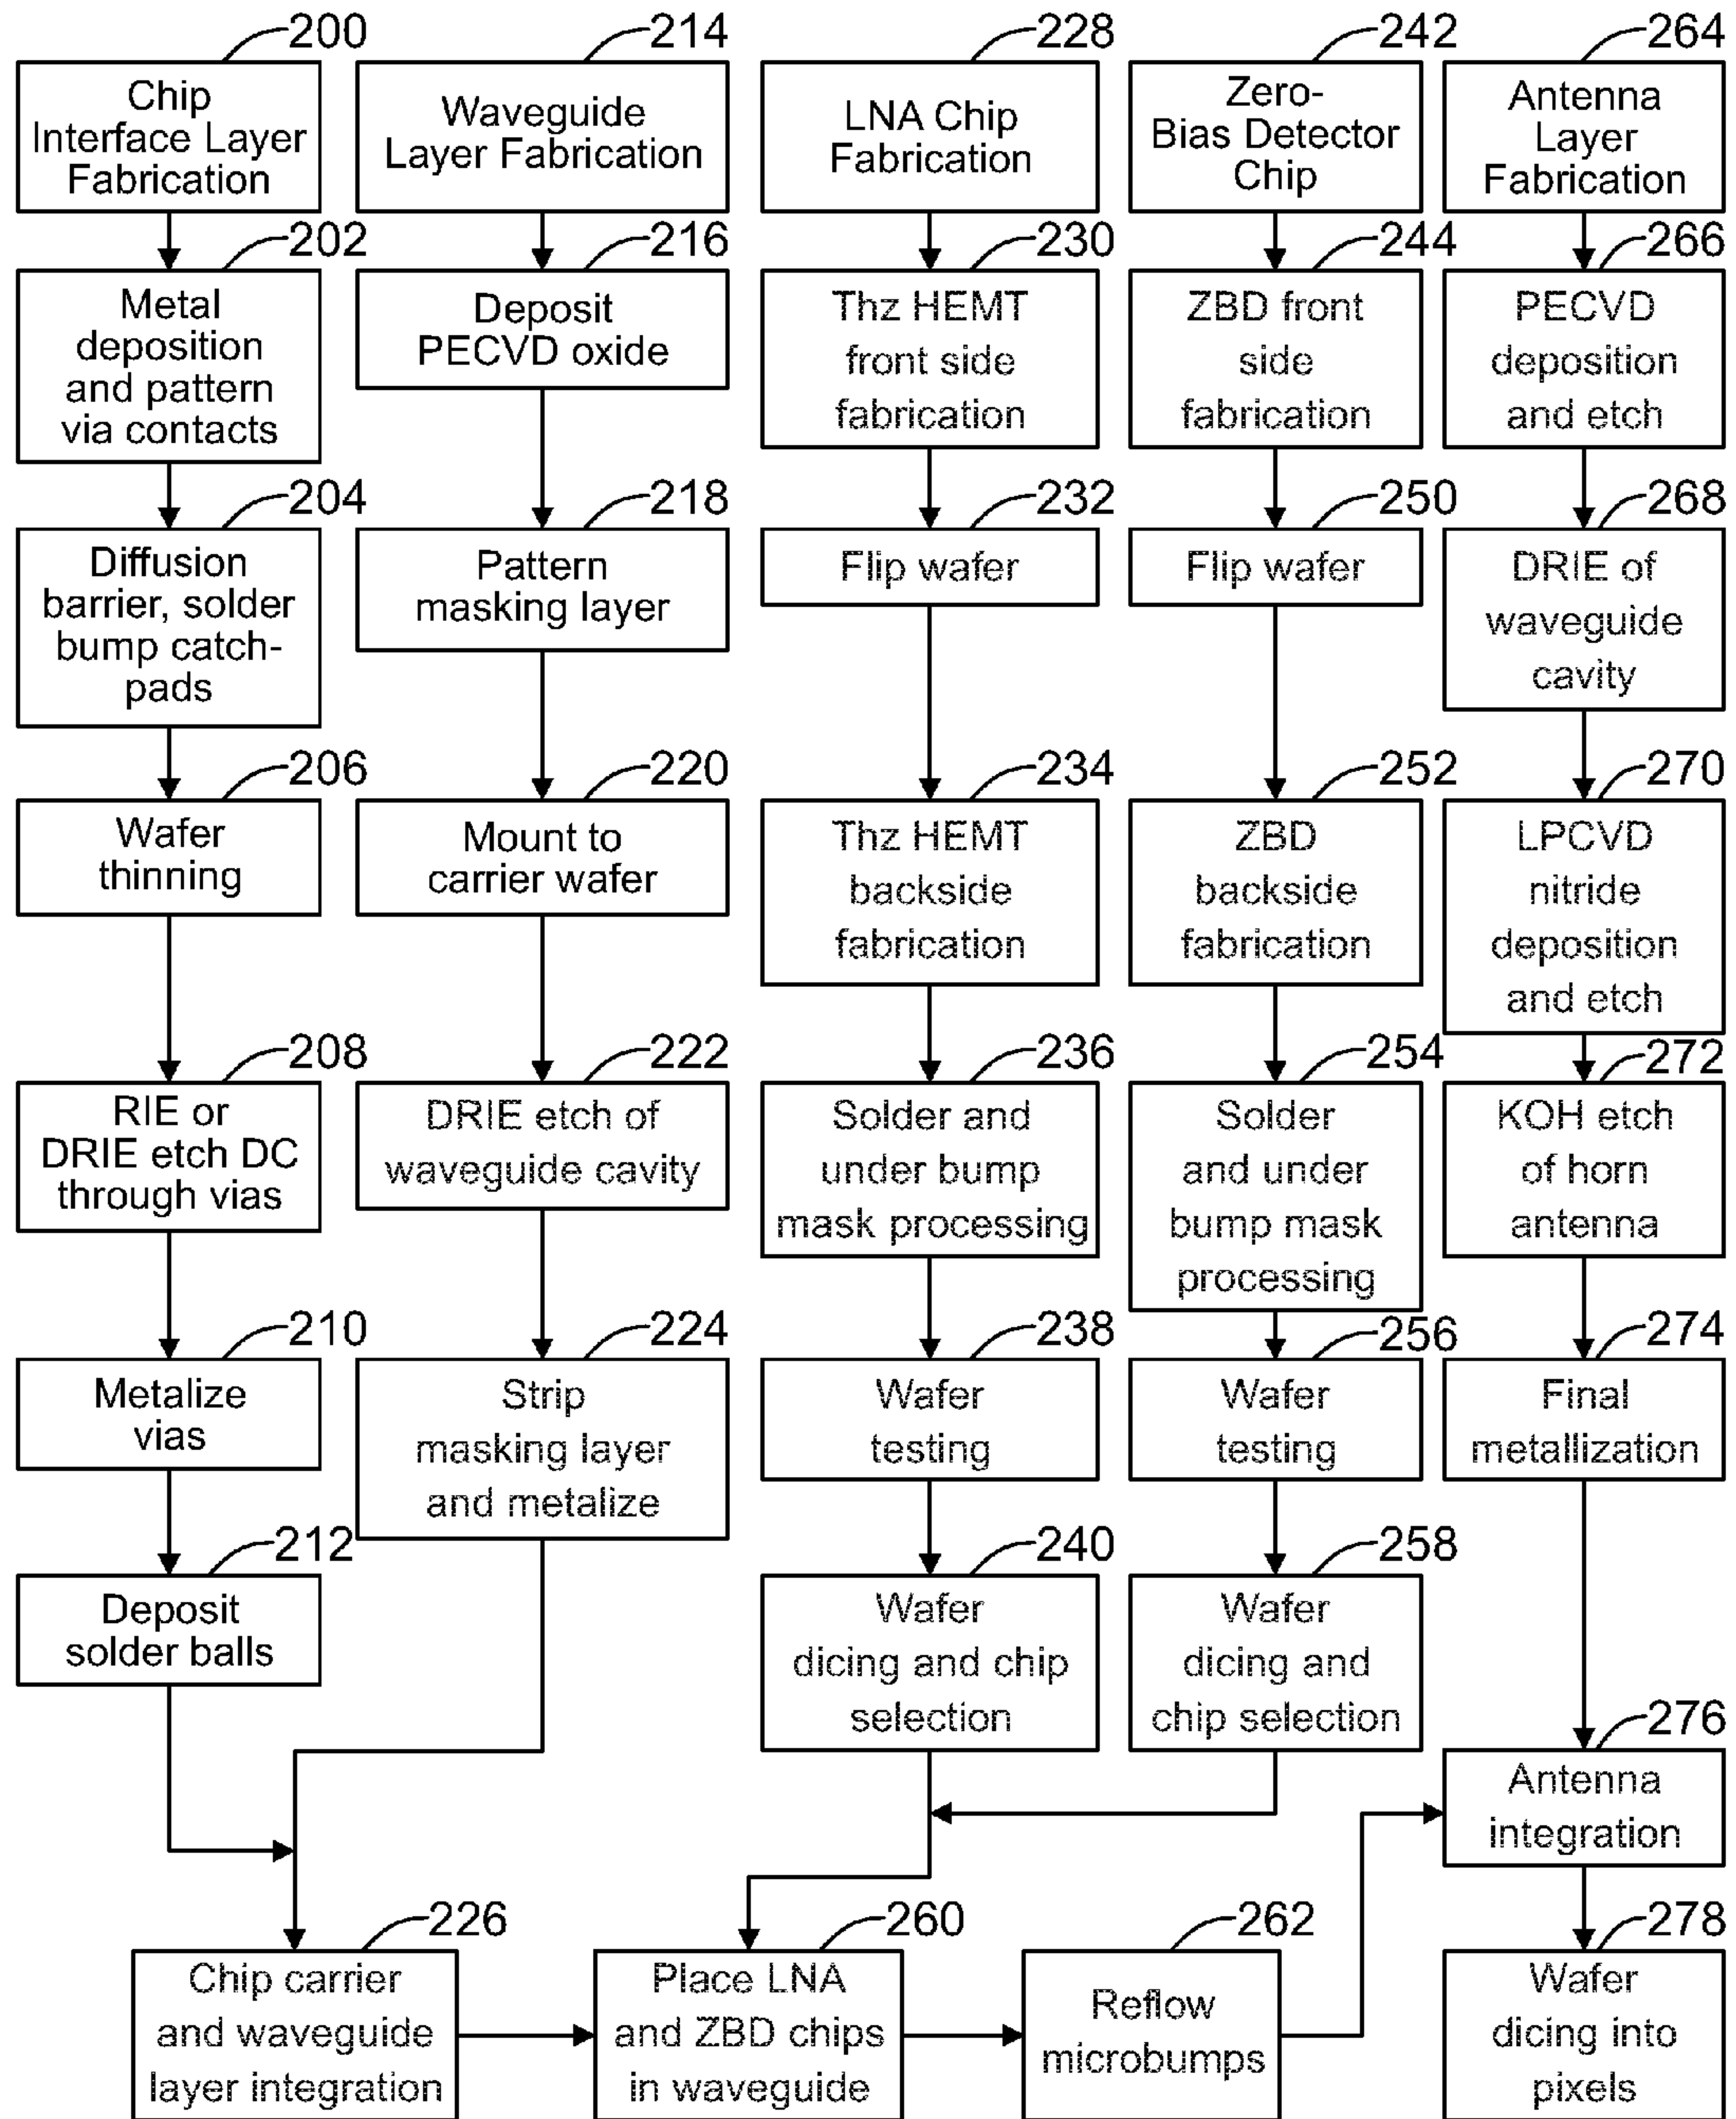 200
Chip
Interface Layer
Fabrication
202
Metal
deposition
and pattern
via contacts
204
Diffusion
barrier, solder
bump catch-
pads
206
Wafer
thinning
208
RIE or
DRIE etch DC
through vias
210
Metalize
vias
212
Deposit
solder balls
214
Waveguide
Layer Fabrication
216
Deposit
PECVD oxide
218
Pattern
masking layer
220
Mount to
carrier wafer
222
DRIE etch of
waveguide cavity
224
Strip
masking layer
and metalize
228
LNA Chip
Fabrication
230
Thz HEMT
front side
fabrication
232
Flip wafer
234
Thz HEMT
backside
fabrication
236
Solder and
under bump
mask processing
238
Wafer
testing
240
Wafer
dicing and chip
selection
242
Zero-
Bias Detector
Chip
244
ZBD front
side
fabrication
250
Flip wafer
252
ZBD
backside
fabrication
254
Solder
and under
bump mask
processing
256
Wafer
testing
258
Wafer
dicing and
chip selection
264
Antenna
Layer
Fabrication
266
PECVD
deposition
and etch
268
DRIE of
waveguide
cavity
270
LPCVD
nitride
deposition
and etch
272
KOH etch
of horn
antenna
274
Final
metallization
276
Antenna
integration
226
Chip carrier
and waveguide
layer integration
260
Place LNA
and ZBD chips
in waveguide
262
Reflow
microbumps
278
Wafer
dicing into
pixels